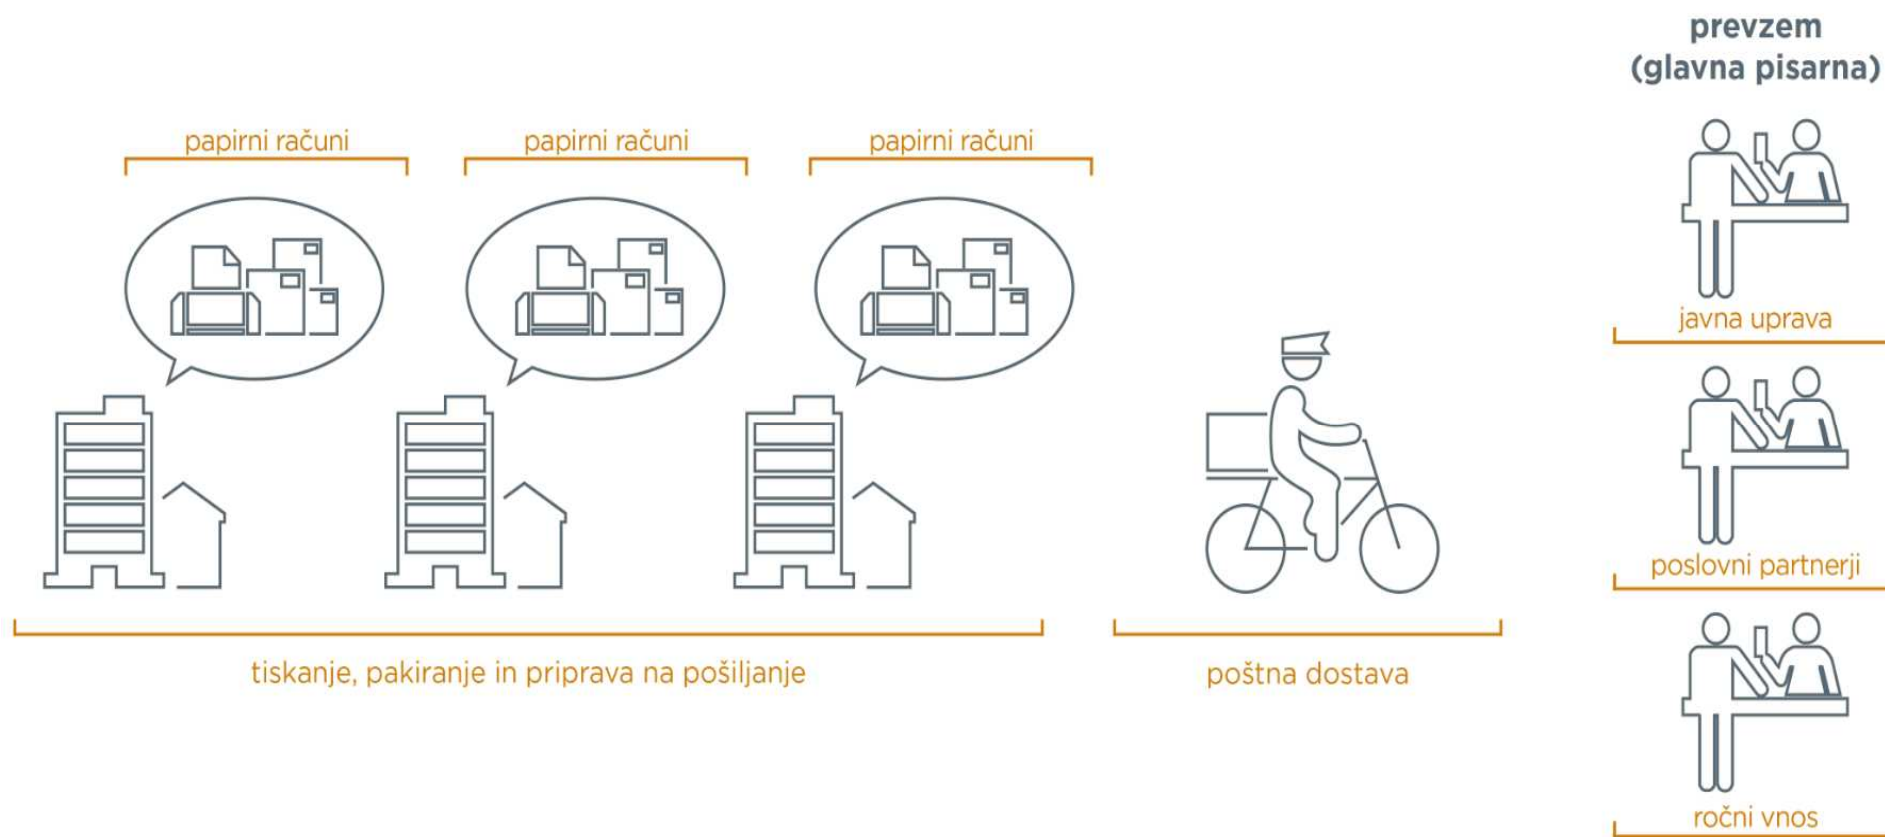 prevzem
(glavna pisarna)
papirni računi
papirni računi
papirni računi
javna uprava
poslovni partnerji
tiskanje, pakiranje in priprava na pošiljanje
poštna dostava
ročni vnos